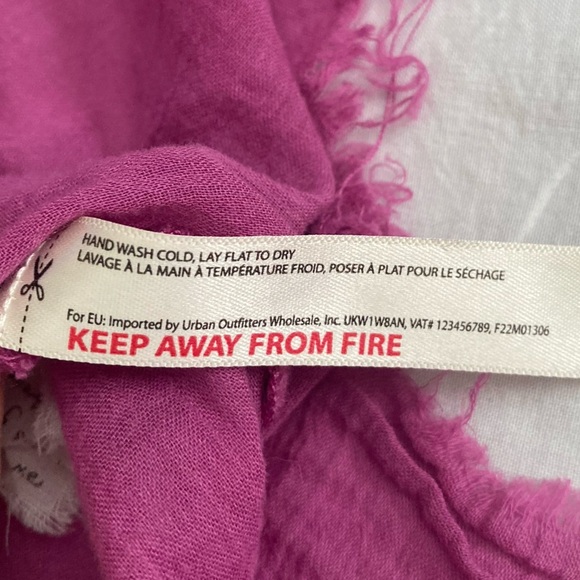 HAND WASH COLD, LAY FLAT TO DRY
LAVAGE À LA MAIN À TEMPÉRATURE FROID, POSER À PLAT POUR LE SÉCHAGE
For EU: Imported by Urban Outfitters Wholesale, Inc. UKW1W8AN, VAT# 123456789, F22M01306
KEEP AWAY FROM FIRE